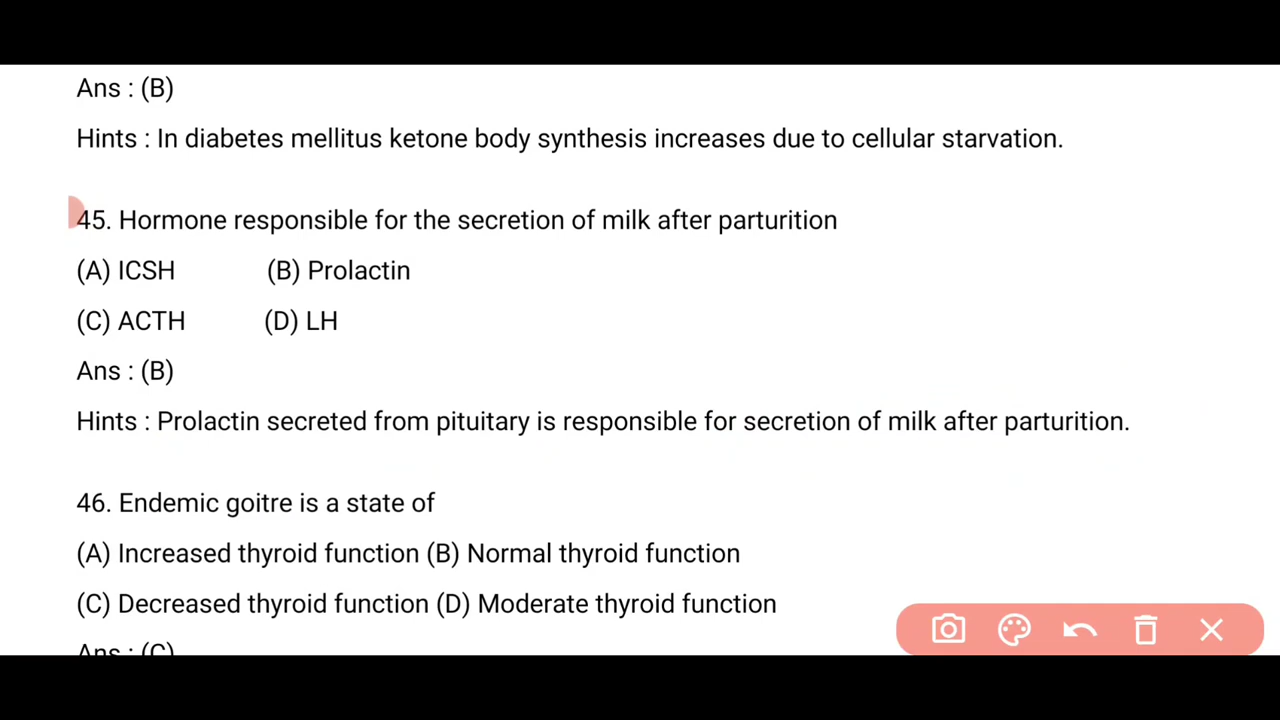 Ans : (B)
Hints : In diabetes mellitus ketone body synthesis increases due to cellular starvation.
45. Hormone responsible for the secretion of milk after parturition
(A) ICSH (B) Prolactin
(C) ACTH (D) LH
Ans : (B)
Hints : Prolactin secreted from pituitary is responsible for secretion of milk after parturition.
46. Endemic goitre is a state of
(A) Increased thyroid function (B) Normal thyroid function
(C) Decreased thyroid function (D) Moderate thyroid function
Ans : (C)